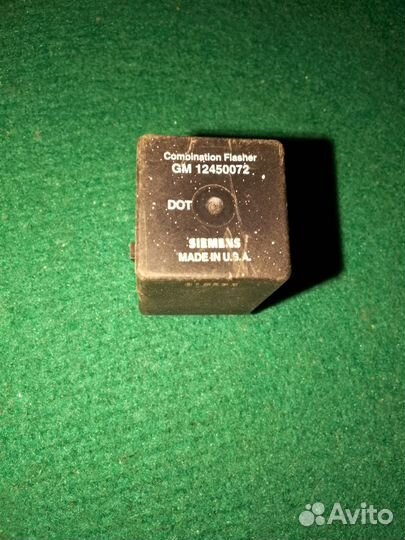 Combination Flasher
GM 12450072
DOT
SIEMENS
MADE IN U.S.A.
Avito